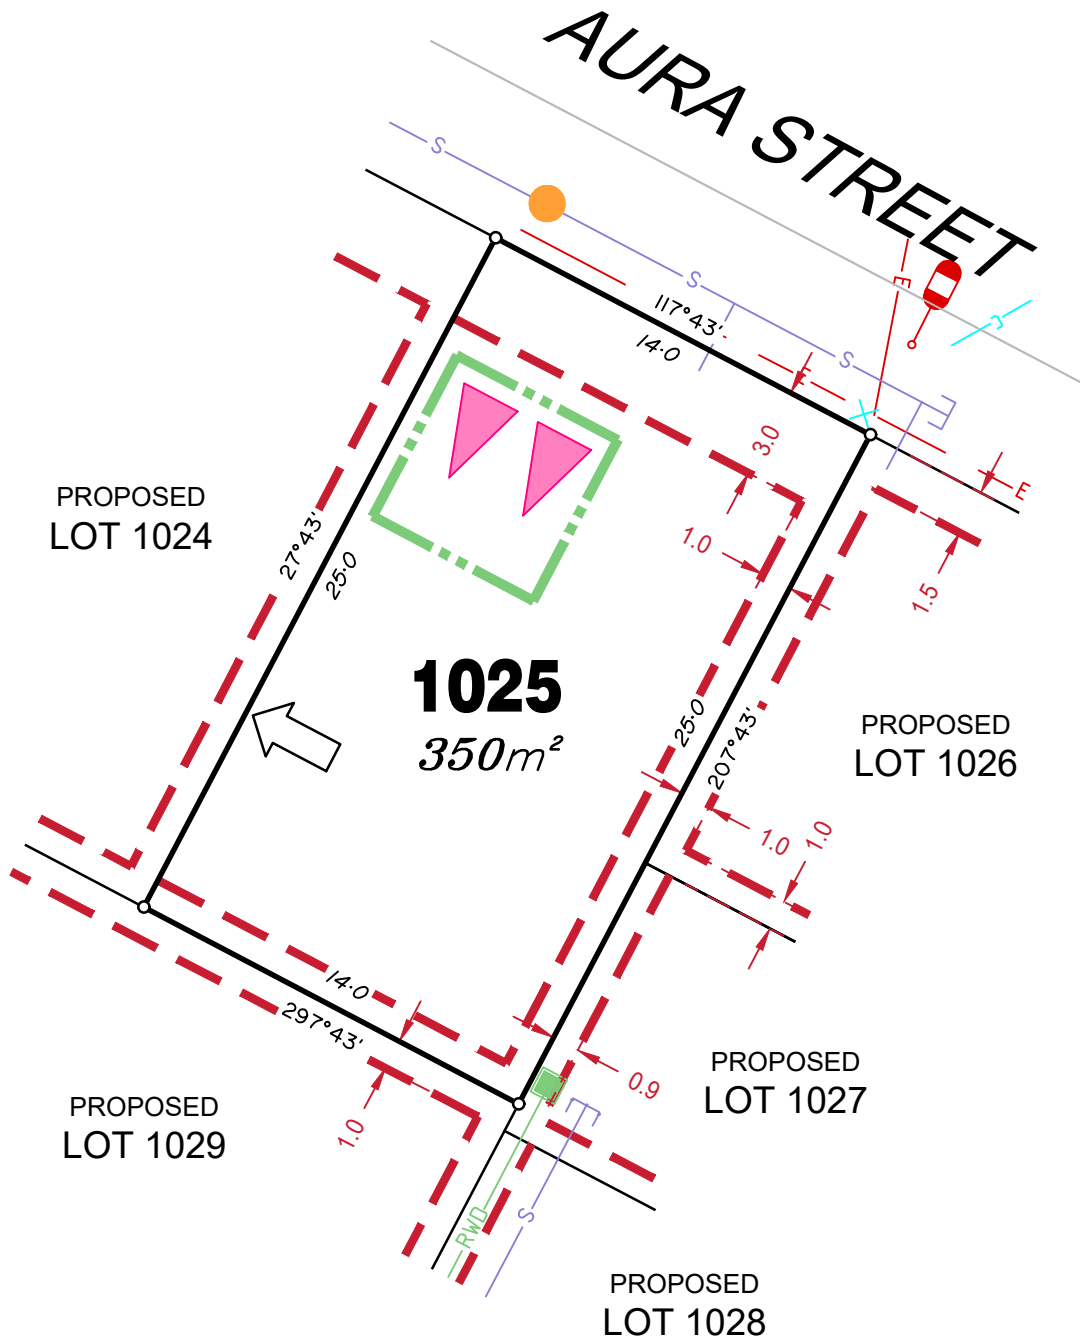 AURA STREET
S
S
S
117°43'
14·0
E
E
E
J
3.0
1.0
1.5
PROPOSED
LOT 1024
27°43'
25·0
1025
350m²
25·0
207°43'
PROPOSED
LOT 1026
1.0
1.0
14·0
297°43'
PROPOSED
LOT 1027
0.9
PROPOSED
LOT 1029
1.0
RWD
S
PROPOSED
LOT 1028